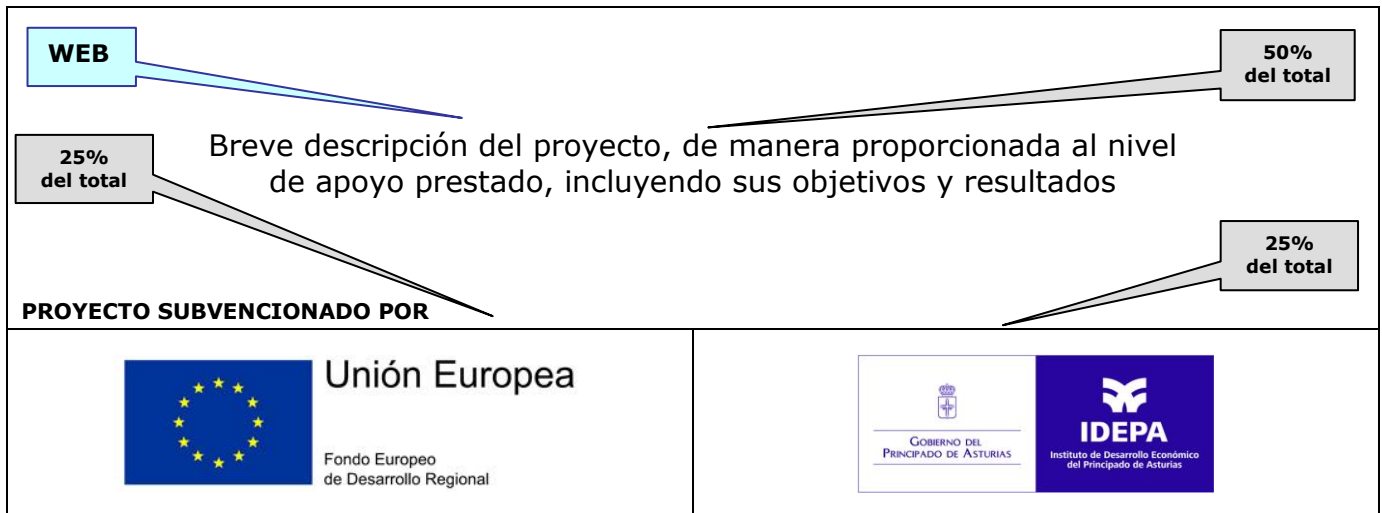 WEB
50%
del total
Breve descripción del proyecto, de manera proporcionada al nivel
de apoyo prestado, incluyendo sus objetivos y resultados
25%
del total
25%
del total
PROYECTO SUBVENCIONADO POR
Unión Europea
Fondo Europeo
de Desarrollo Regional
GOBIERNO DEL
PRINCIPADO DE ASTURIAS
IDEPA
Instituto de Desarrollo Económico
del Principado de Asturias